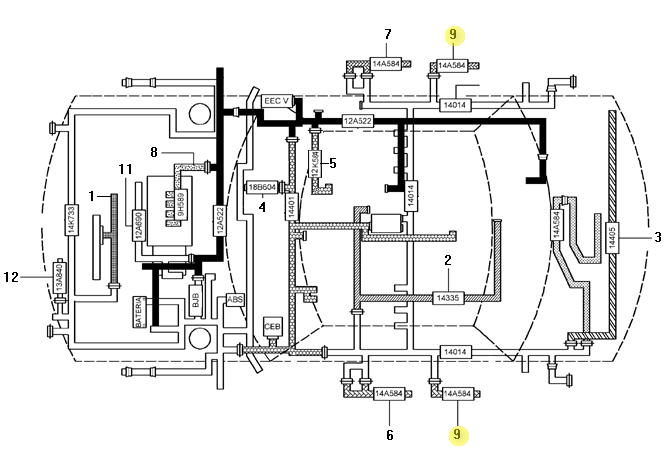 7
9
14A584
14A584
EEC V
14014
12A522
11
8
5
12K584
1
9H589
18B604
14401
14014
14K733
12A690
12A522
4
14A584
14405
3
2
12
13A840
BATERIA
BJB
ABS
14335
CEB
14014
14A584
14A584
6
9